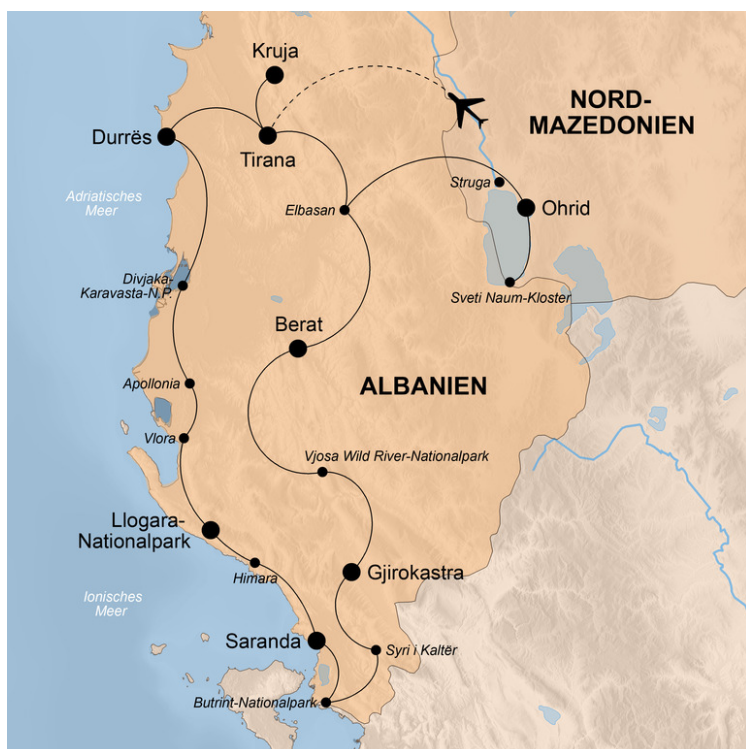 Kruja
NORD-
MAZEDONIEN
Durrës
Tirana
Struga
Adriatisches
Meer
Elbasan
Ohrid
Divjaka-
Karavasta-N.P.
Sveti Naum-Kloster
Berat
Apollonia
ALBANIEN
Vlora
Vjosa Wild River-Nationalpark
Llogara-
Nationalpark
Himara
Gjirokastra
Ionisches
Meer
Saranda
Syri i Kaltër
Butrint-Nationalpark